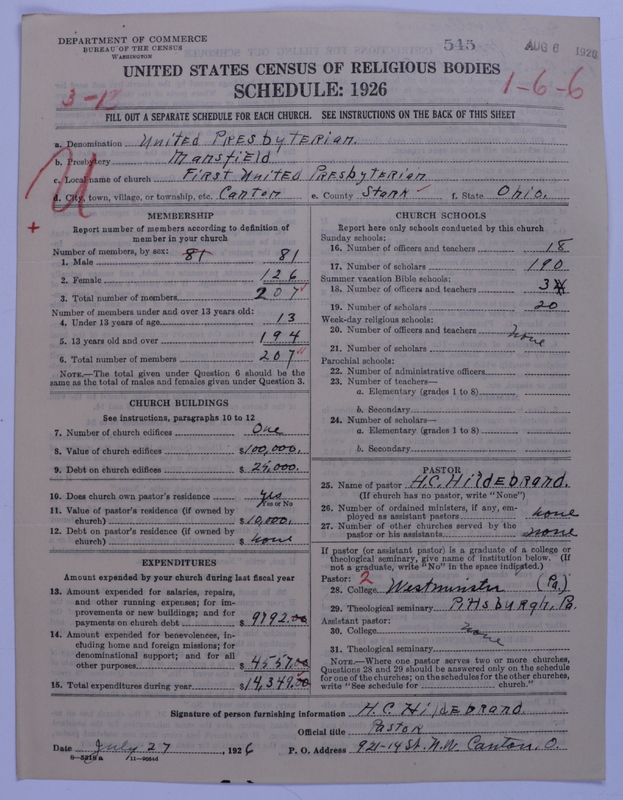 DEPARTMENT OF COMMERCE
BUREAU OF THE CENSUS
WASHINGTON
545
AUG 6 1926
UNITED STATES CENSUS OF RELIGIOUS BODIES
3-13
SCHEDULE: 1926
1-6-6
FILL OUT A SEPARATE SCHEDULE FOR EACH CHURCH. SEE INSTRUCTIONS ON THE BACK OF THIS SHEET
a. Denomination United Presbyterian.
b. Presbytery Mansfield
c. Local name of church First United Presbyterian
d. City, town, village, or township, etc. Canton e. County Stark f. State Ohio.
U
+
MEMBERSHIP
Report number of members according to definition of
member in your church
Number of members, by sex: 81
1. Male 81
2. Female 126
3. Total number of members 207
Number of members under and over 13 years old:
4. Under 13 years of age 13
5. 13 years old and over 194
6. Total number of members 207
NOTE.—The total given under Question 6 should be the
same as the total of males and females given under Question 3.
CHURCH BUILDINGS
See instructions, paragraphs 10 to 12
7. Number of church edifices One
8. Value of church edifices $100,000.
9. Debt on church edifices $25,000.
10. Does church own pastor's residence yes
Yes or No
11. Value of pastor's residence (if owned by
church) $10,000.
12. Debt on pastor's residence (if owned by
church) $none
EXPENDITURES
Amount expended by your church during last fiscal year
13. Amount expended for salaries, repairs,
and other running expenses; for im-
provements or new buildings; and for
payments on church debt $9792.00
14. Amount expended for benevolences, in-
cluding home and foreign missions; for
denominational support; and for all
other purposes $4557.00
15. Total expenditures during year $14,349.00
CHURCH SCHOOLS
Report here only schools conducted by this church
Sunday schools:
16. Number of officers and teachers 18
17. Number of scholars 190
Summer vacation Bible schools:
18. Number of officers and teachers 3
19. Number of scholars 20
Week-day religious schools:
20. Number of officers and teachers none
21. Number of scholars
Parochial schools:
22. Number of administrative officers
23. Number of teachers—
a. Elementary (grades 1 to 8)
b. Secondary
24. Number of scholars—
a. Elementary (grades 1 to 8)
b. Secondary
PASTOR
25. Name of pastor H.C. Hildebrand.
(If church has no pastor, write "None")
26. Number of ordained ministers, if any, em-
ployed as assistant pastors none
27. Number of other churches served by the
pastor or his assistants none
If pastor (or assistant pastor) is a graduate of a college or
theological seminary, give name of institution below. (If
not a graduate, write "No" in the space indicated.)
Pastor: 2
28. College Westminster (Pa.)
29. Theological seminary Pittsburgh, Pa.
Assistant pastor:
30. College none
31. Theological seminary
NOTE.—Where one pastor serves two or more churches,
Questions 28 and 29 should be answered only on the schedule
for one of the churches; on the schedules for the other churches,
write "See schedule for church."
Signature of person furnishing information H.C. Hildebrand
Official title Pastor
Date July 27, 1926 P. O. Address 921-14 St. N.W. Canton, O.